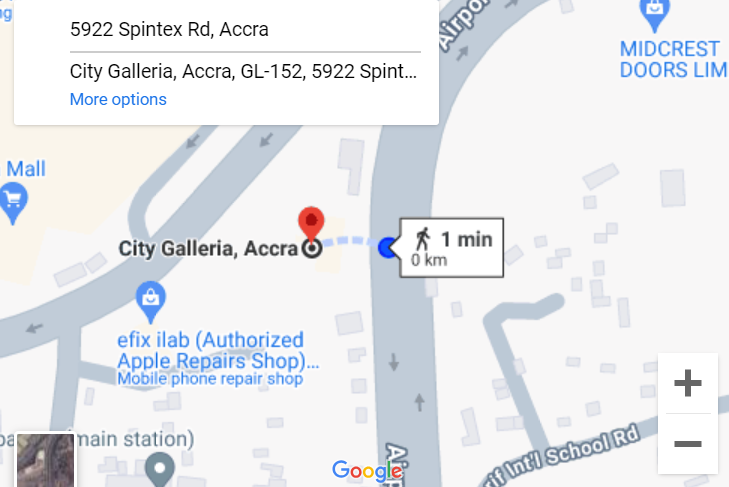 5922 Spintex Rd, Accra
City Galleria, Accra, GL-152, 5922 Spint...
More options
MIDCREST
DOORS LIM
Mall
1 min
0 km
City Galleria, Accra
efix ilab (Authorized
Apple Repairs Shop)...
Mobile phone repair shop
main station)
Int'l School Rd
Google